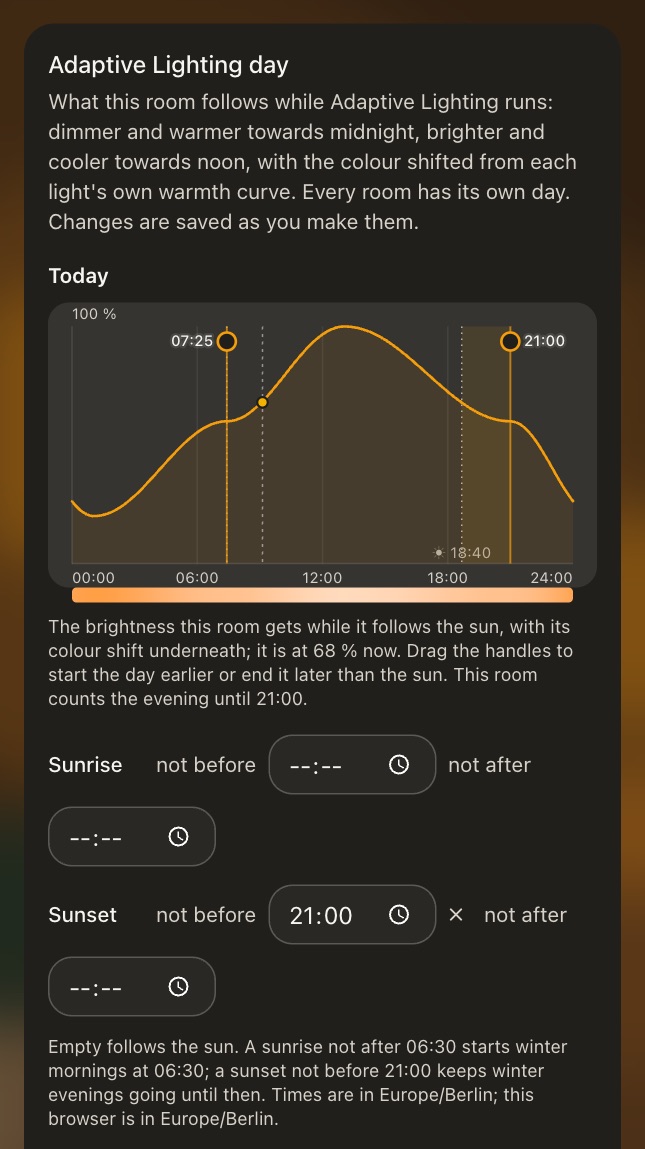 Adaptive Lighting day
What this room follows while Adaptive Lighting runs:
dimmer and warmer towards midnight, brighter and
cooler towards noon, with the colour shifted from each
light's own warmth curve. Every room has its own day.
Changes are saved as you make them.
Today
100 %
07:25
21:00
18:40
00:00 06:00 12:00 18:00 24:00
The brightness this room gets while it follows the sun, with its
colour shift underneath; it is at 68 % now. Drag the handles to
start the day earlier or end it later than the sun. This room
counts the evening until 21:00.
Sunrise not before --:-- not after
--:--
Sunset not before 21:00 × not after
--:--
Empty follows the sun. A sunrise not after 06:30 starts winter
mornings at 06:30; a sunset not before 21:00 keeps winter
evenings going until then. Times are in Europe/Berlin; this
browser is in Europe/Berlin.